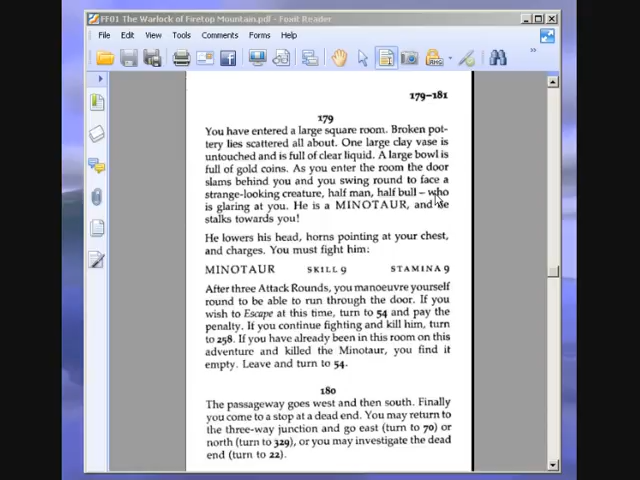 FF01 The Warlock of Firetop Mountain.pdf - Foxit Reader
File Edit View Tools Comments Forms Help
179–181
179
You have entered a large square room. Broken pot-
tery lies scattered all about. One large clay vase is
untouched and is full of clear liquid. A large bowl is
full of gold coins. As you enter the room the door
slams behind you and you swing round to face a
strange-looking creature, half man, half bull – who
is glaring at you. He is a MINOTAUR, and he
stalks towards you!
He lowers his head, horns pointing at your chest,
and charges. You must fight him:
MINOTAUR SKILL 9 STAMINA 9
After three Attack Rounds, you manoeuvre yourself
round to be able to run through the door. If you
wish to Escape at this time, turn to 54 and pay the
penalty. If you continue fighting and kill him, turn
to 258. If you have already been in this room on this
adventure and killed the Minotaur, you find it
empty. Leave and turn to 54.
180
The passageway goes west and then south. Finally
you come to a stop at a dead end. You may return to
the three-way junction and go east (turn to 70) or
north (turn to 329), or you may investigate the dead
end (turn to 22).